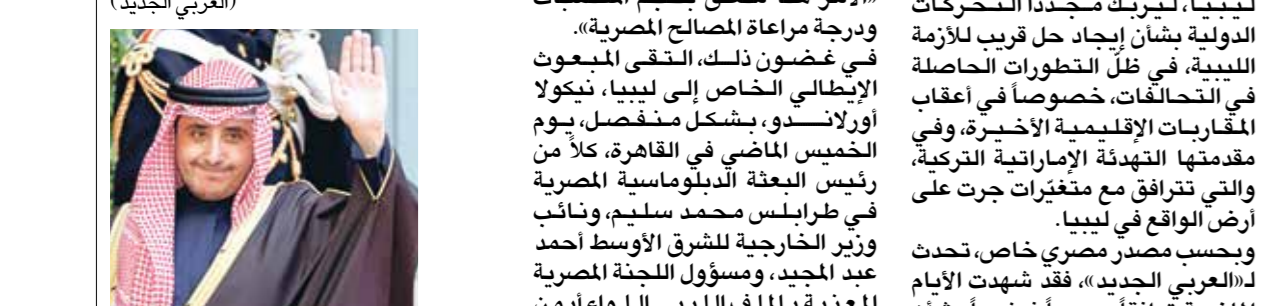 ليبيا، ليربك مجدداً التحركات
الدولية بشأن إيجاد حل قريب للأزمة
الليبية، في ظلّ التطورات الحاصلة
في التحالفات، خصوصاً في أعقاب
المقاربات الإقليمية الأخيرة، وفي
مقدمتها التهدئة الإماراتية التركية،
والتي تترافق مع متغيّرات جرت على
أرض الواقع في ليبيا.
وبحسب مصدر مصري خاص، تحدث
لـ«العربي الجديد»، فقد شهدت الأيام
ودرجة مراعاة المصالح المصرية».
في غضون ذلك، التقى المبعوث
الإيطالي الخاص إلى ليبيا، نيكولا
أورلاندو، بشكل منفصل، يوم
الخميس الماضي في القاهرة، كلاً من
رئيس البعثة الدبلوماسية المصرية
في طرابلس محمد سليم، ونائب
وزير الخارجية للشرق الأوسط أحمد
عبد المجيد، ومسؤول اللجنة المصرية
(العربي الجديد)